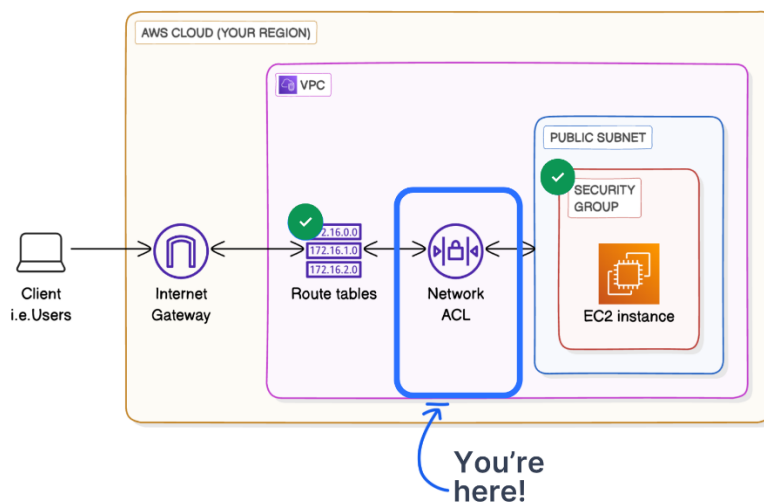 AWS CLOUD (YOUR REGION)
VPC
PUBLIC SUBNET
SECURITY
GROUP
2.16.0.0
172.16.1.0
172.16.2.0
Client
i.e.Users
Internet
Gateway
Route tables
Network
ACL
EC2 instance
You're
here!